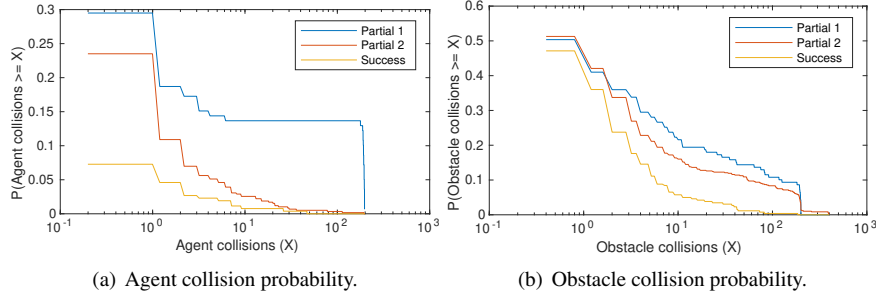 0.3
0.25
0.2
0.15
0.1
0.05
0
P(Agent collisions >= X)
10^-1 10^0 10^1 10^2 10^3
Agent collisions (X)
Partial 1
Partial 2
Success
(a) Agent collision probability.
0.6
0.5
0.4
0.3
0.2
0.1
0
P(Obstacle collisions >= X)
10^-1 10^0 10^1 10^2 10^3
Obstacle collisions (X)
Partial 1
Partial 2
Success
(b) Obstacle collision probability.